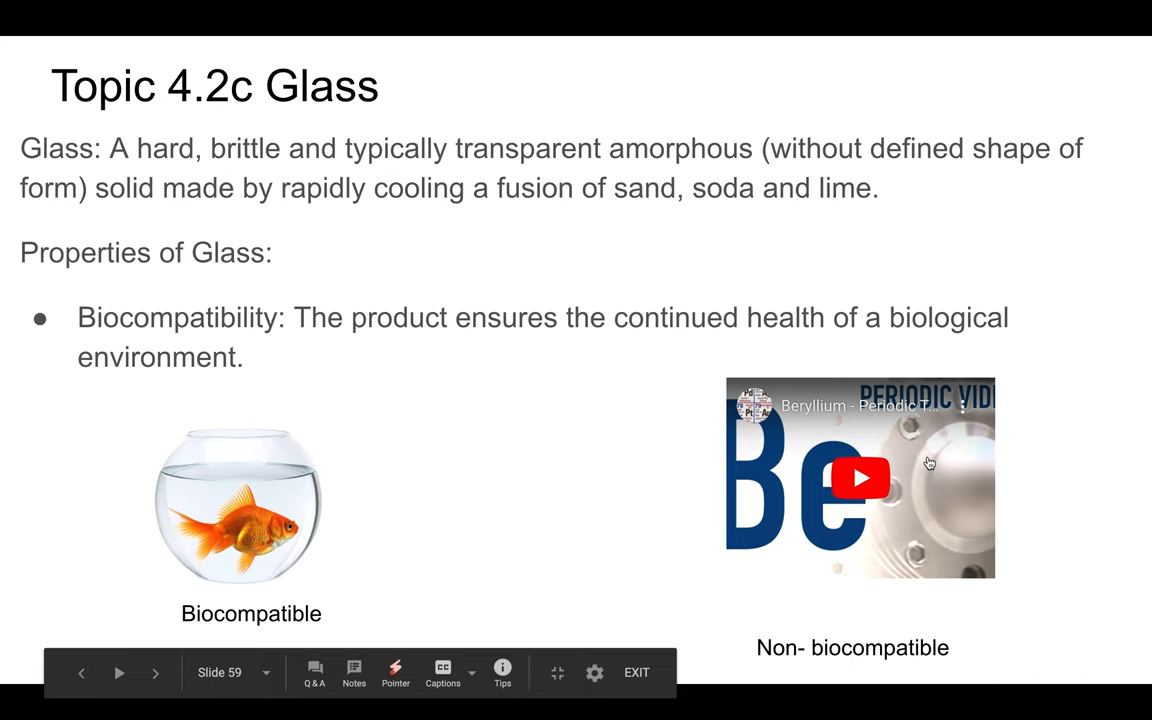 Topic 4.2c Glass
Glass: A hard, brittle and typically transparent amorphous (without defined shape of
form) solid made by rapidly cooling a fusion of sand, soda and lime.
Properties of Glass:
● Biocompatibility: The product ensures the continued health of a biological
environment.
PERIODIC VID
Beryllium - Periodic T...
Be
Biocompatible
Non- biocompatible
Slide 59
Q & A
Notes
Pointer
CC
Captions
Tips
EXIT